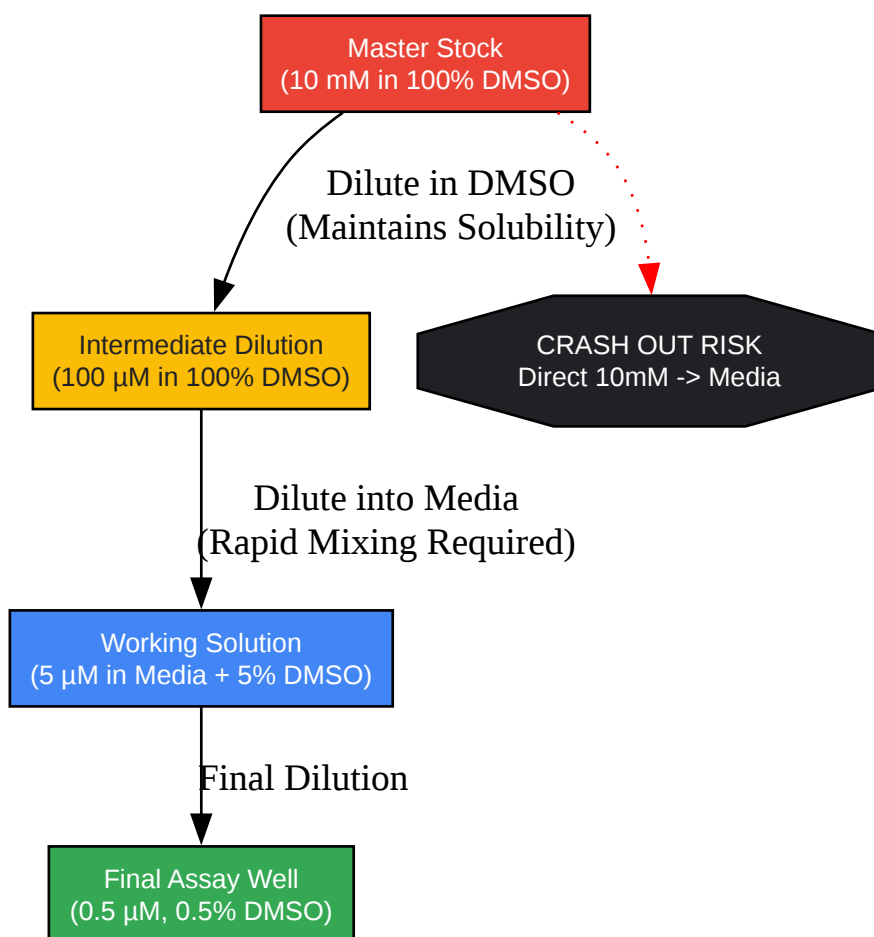 Master Stock
(10 mM in 100% DMSO)
Dilute in DMSO
(Maintains Solubility)
Intermediate Dilution
(100 µM in 100% DMSO)
CRASH OUT RISK
Direct 10mM -> Media
Dilute into Media
(Rapid Mixing Required)
Working Solution
(5 µM in Media + 5% DMSO)
Final Dilution
Final Assay Well
(0.5 µM, 0.5% DMSO)